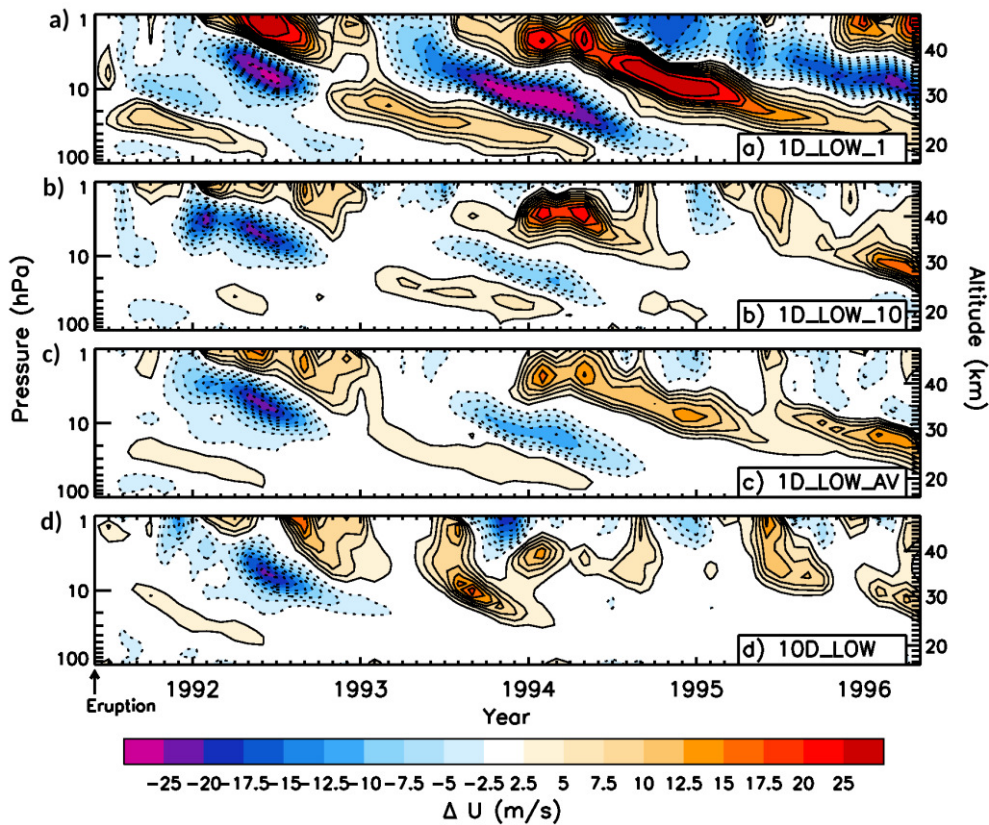 a)
1
10
100
40
30
20
a) 1D_LOW_1
b)
1
10
100
40
30
20
b) 1D_LOW_10
c)
1
10
100
40
30
20
c) 1D_LOW_AV
d)
1
10
100
40
30
20
d) 10D_LOW
Pressure (hPa)
Altitude (km)
1992 1993 1994 1995 1996
Eruption
Year
-25 -20 -17.5 -15 -12.5 -10 -7.5 -5 -2.5 2.5 5 7.5 10 12.5 15 17.5 20 25
Δ U (m/s)